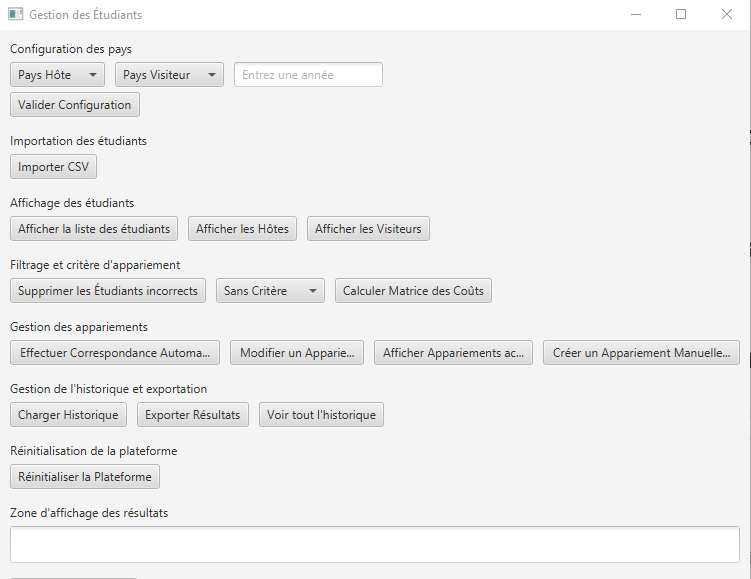 Gestion des Étudiants
Configuration des pays
Pays Hôte Pays Visiteur Entrez une année
Valider Configuration
Importation des étudiants
Importer CSV
Affichage des étudiants
Afficher la liste des étudiants Afficher les Hôtes Afficher les Visiteurs
Filtrage et critère d'appariement
Supprimer les Étudiants incorrects Sans Critère Calculer Matrice des Coûts
Gestion des appariements
Effectuer Correspondance Automa... Modifier un Apparie... Afficher Appariements ac... Créer un Appariement Manuelle...
Gestion de l'historique et exportation
Charger Historique Exporter Résultats Voir tout l'historique
Réinitialisation de la plateforme
Réinitialiser la Plateforme
Zone d'affichage des résultats